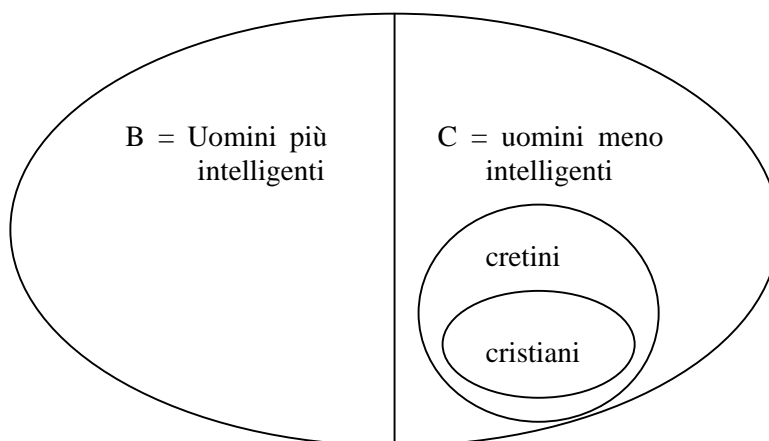 B = Uomini più
intelligenti
C = uomini meno
intelligenti
cretini
cristiani